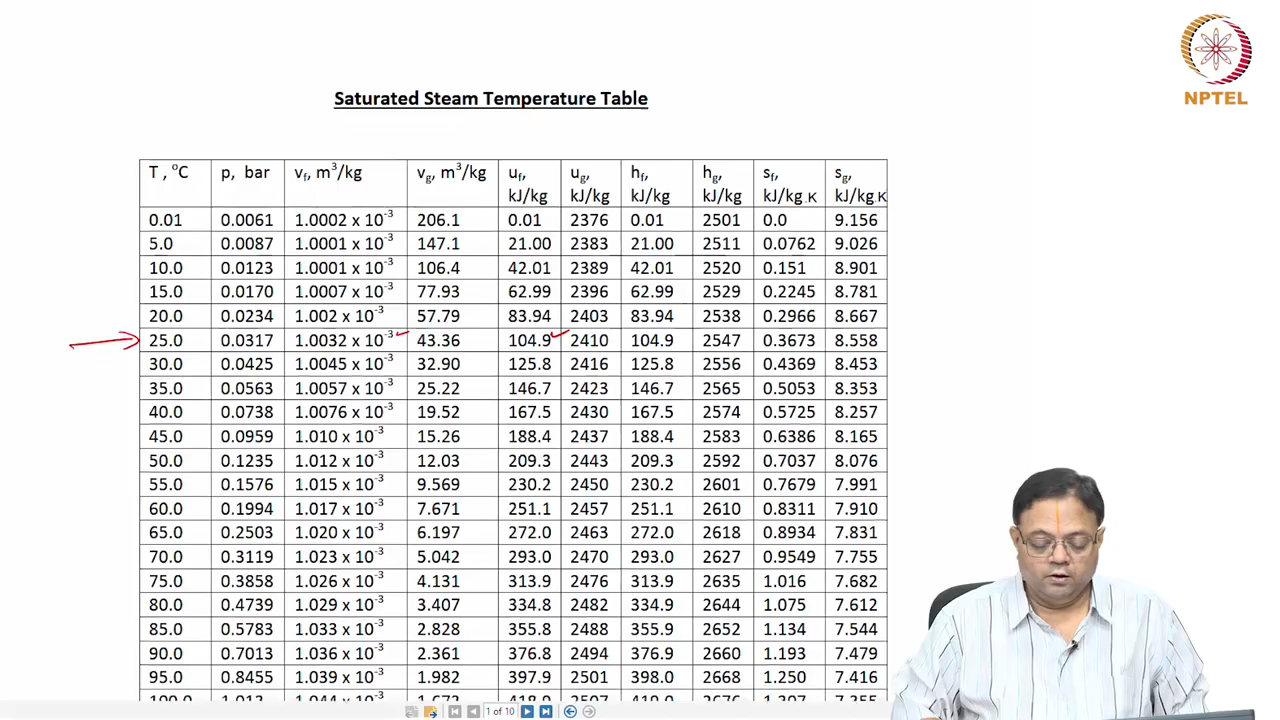 NPTEL
Saturated Steam Temperature Table
T , ⁰C p, bar v_f, m³/kg v_g, m³/kg u_f, kJ/kg u_g, kJ/kg h_f, kJ/kg h_g, kJ/kg s_f, kJ/kg.K s_g, kJ/kg.K
0.01 0.0061 1.0002 x 10⁻³ 206.1 0.01 2376 0.01 2501 0.0 9.156
5.0 0.0087 1.0001 x 10⁻³ 147.1 21.00 2383 21.00 2511 0.0762 9.026
10.0 0.0123 1.0001 x 10⁻³ 106.4 42.01 2389 42.01 2520 0.151 8.901
15.0 0.0170 1.0007 x 10⁻³ 77.93 62.99 2396 62.99 2529 0.2245 8.781
20.0 0.0234 1.002 x 10⁻³ 57.79 83.94 2403 83.94 2538 0.2966 8.667
25.0 0.0317 1.0032 x 10⁻³ 43.36 104.9 2410 104.9 2547 0.3673 8.558
30.0 0.0425 1.0045 x 10⁻³ 32.90 125.8 2416 125.8 2556 0.4369 8.453
35.0 0.0563 1.0057 x 10⁻³ 25.22 146.7 2423 146.7 2565 0.5053 8.353
40.0 0.0738 1.0076 x 10⁻³ 19.52 167.5 2430 167.5 2574 0.5725 8.257
45.0 0.0959 1.010 x 10⁻³ 15.26 188.4 2437 188.4 2583 0.6386 8.165
50.0 0.1235 1.012 x 10⁻³ 12.03 209.3 2443 209.3 2592 0.7037 8.076
55.0 0.1576 1.015 x 10⁻³ 9.569 230.2 2450 230.2 2601 0.7679 7.991
60.0 0.1994 1.017 x 10⁻³ 7.671 251.1 2457 251.1 2610 0.8311 7.910
65.0 0.2503 1.020 x 10⁻³ 6.197 272.0 2463 272.0 2618 0.8934 7.831
70.0 0.3119 1.023 x 10⁻³ 5.042 293.0 2470 293.0 2627 0.9549 7.755
75.0 0.3858 1.026 x 10⁻³ 4.131 313.9 2476 313.9 2635 1.016 7.682
80.0 0.4739 1.029 x 10⁻³ 3.407 334.8 2482 334.9 2644 1.075 7.612
85.0 0.5783 1.033 x 10⁻³ 2.828 355.8 2488 355.9 2652 1.134 7.544
90.0 0.7013 1.036 x 10⁻³ 2.361 376.8 2494 376.9 2660 1.193 7.479
95.0 0.8455 1.039 x 10⁻³ 1.982 397.9 2501 398.0 2668 1.250 7.416
1 of 10